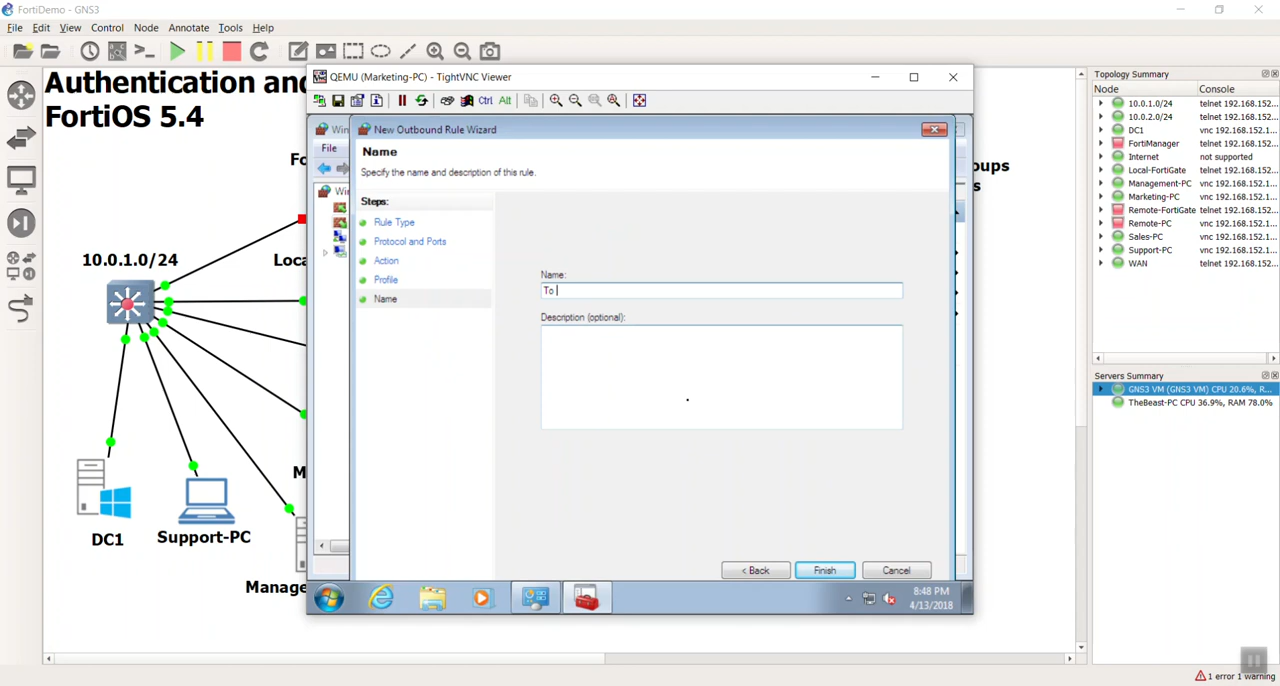 FortiDemo - GNS3
File Edit View Control Node Annotate Tools Help
Authentication and
FortiOS 5.4
Fo
10.0.1.0/24
Loca
DC1
Support-PC
M
Manage
oups
s
QEMU (Marketing-PC) - TightVNC Viewer
Ctrl Alt
Win
File
Win
New Outbound Rule Wizard
Name
Specify the name and description of this rule.
Steps:
Rule Type
Protocol and Ports
Action
Profile
Name
Name:
To
Description (optional):
< Back Finish Cancel
8:48 PM
4/13/2018
Topology Summary
Node Console
10.0.1.0/24 telnet 192.168.152...
10.0.2.0/24 telnet 192.168.152...
DC1 vnc 192.168.152.1...
FortiManager telnet 192.168.152...
Internet not supported
Local-FortiGate telnet 192.168.152...
Management-PC vnc 192.168.152.1...
Marketing-PC vnc 192.168.152.1...
Remote-FortiGate telnet 192.168.152...
Remote-PC vnc 192.168.152.1...
Sales-PC vnc 192.168.152.1...
Support-PC vnc 192.168.152.1...
WAN telnet 192.168.152...
Servers Summary
GNS3 VM (GNS3 VM) CPU 20.6%, R...
TheBeast-PC CPU 36.9%, RAM 78.0%
1 error 1 warning